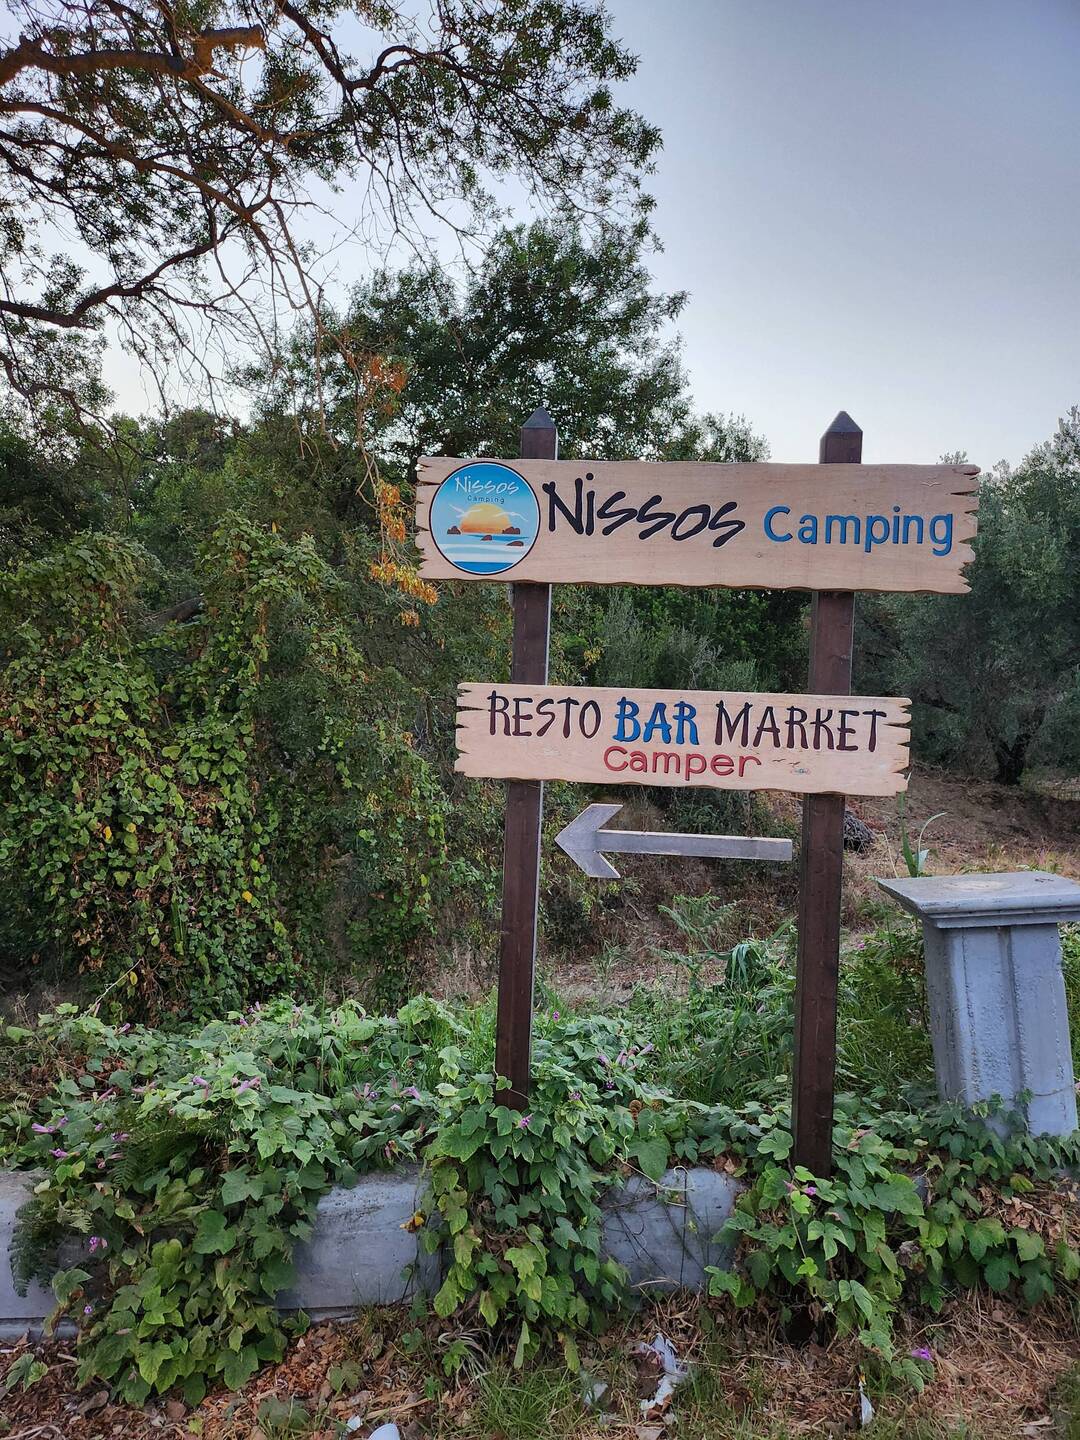 Nissos
Camping
Nissos Camping
RESTO BAR MARKET
Camper